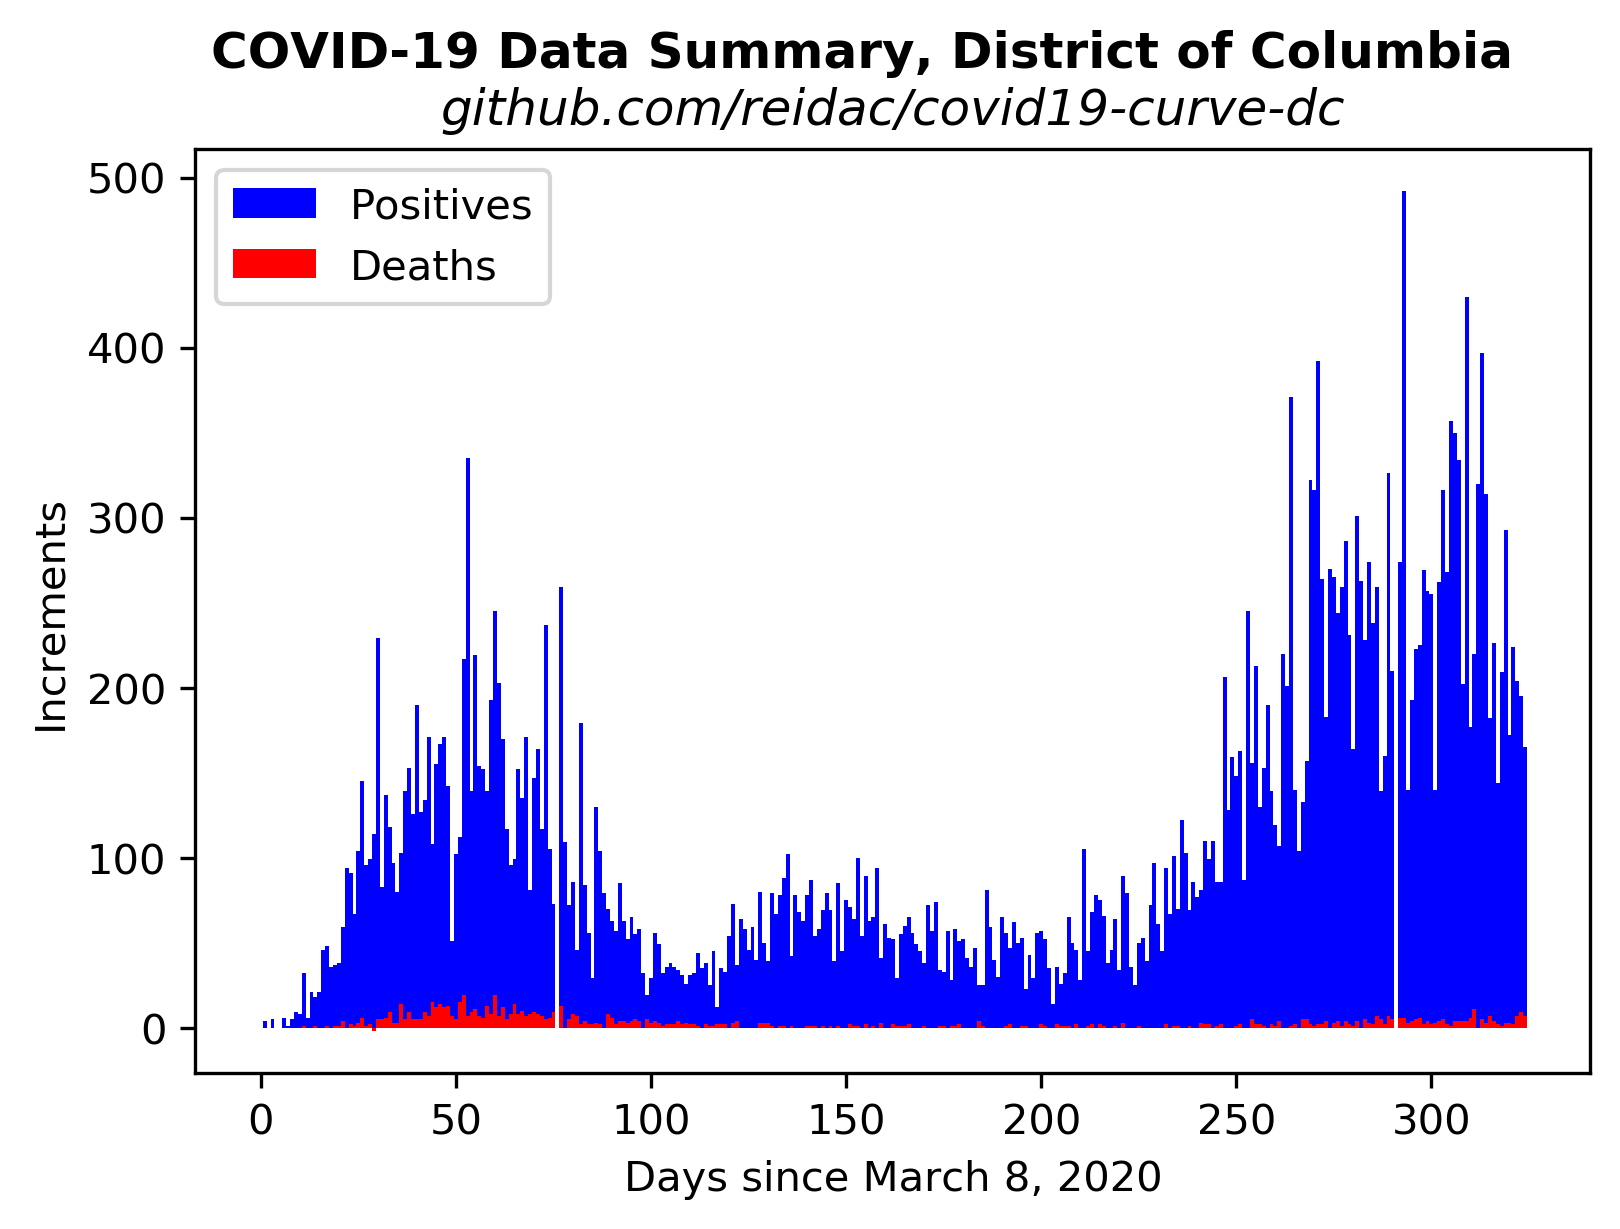 COVID-19 Data Summary, District of Columbia
github.com/reidac/covid19-curve-dc
Positives
Deaths
500
400
300
200
100
0
Increments
0 50 100 150 200 250 300
Days since March 8, 2020